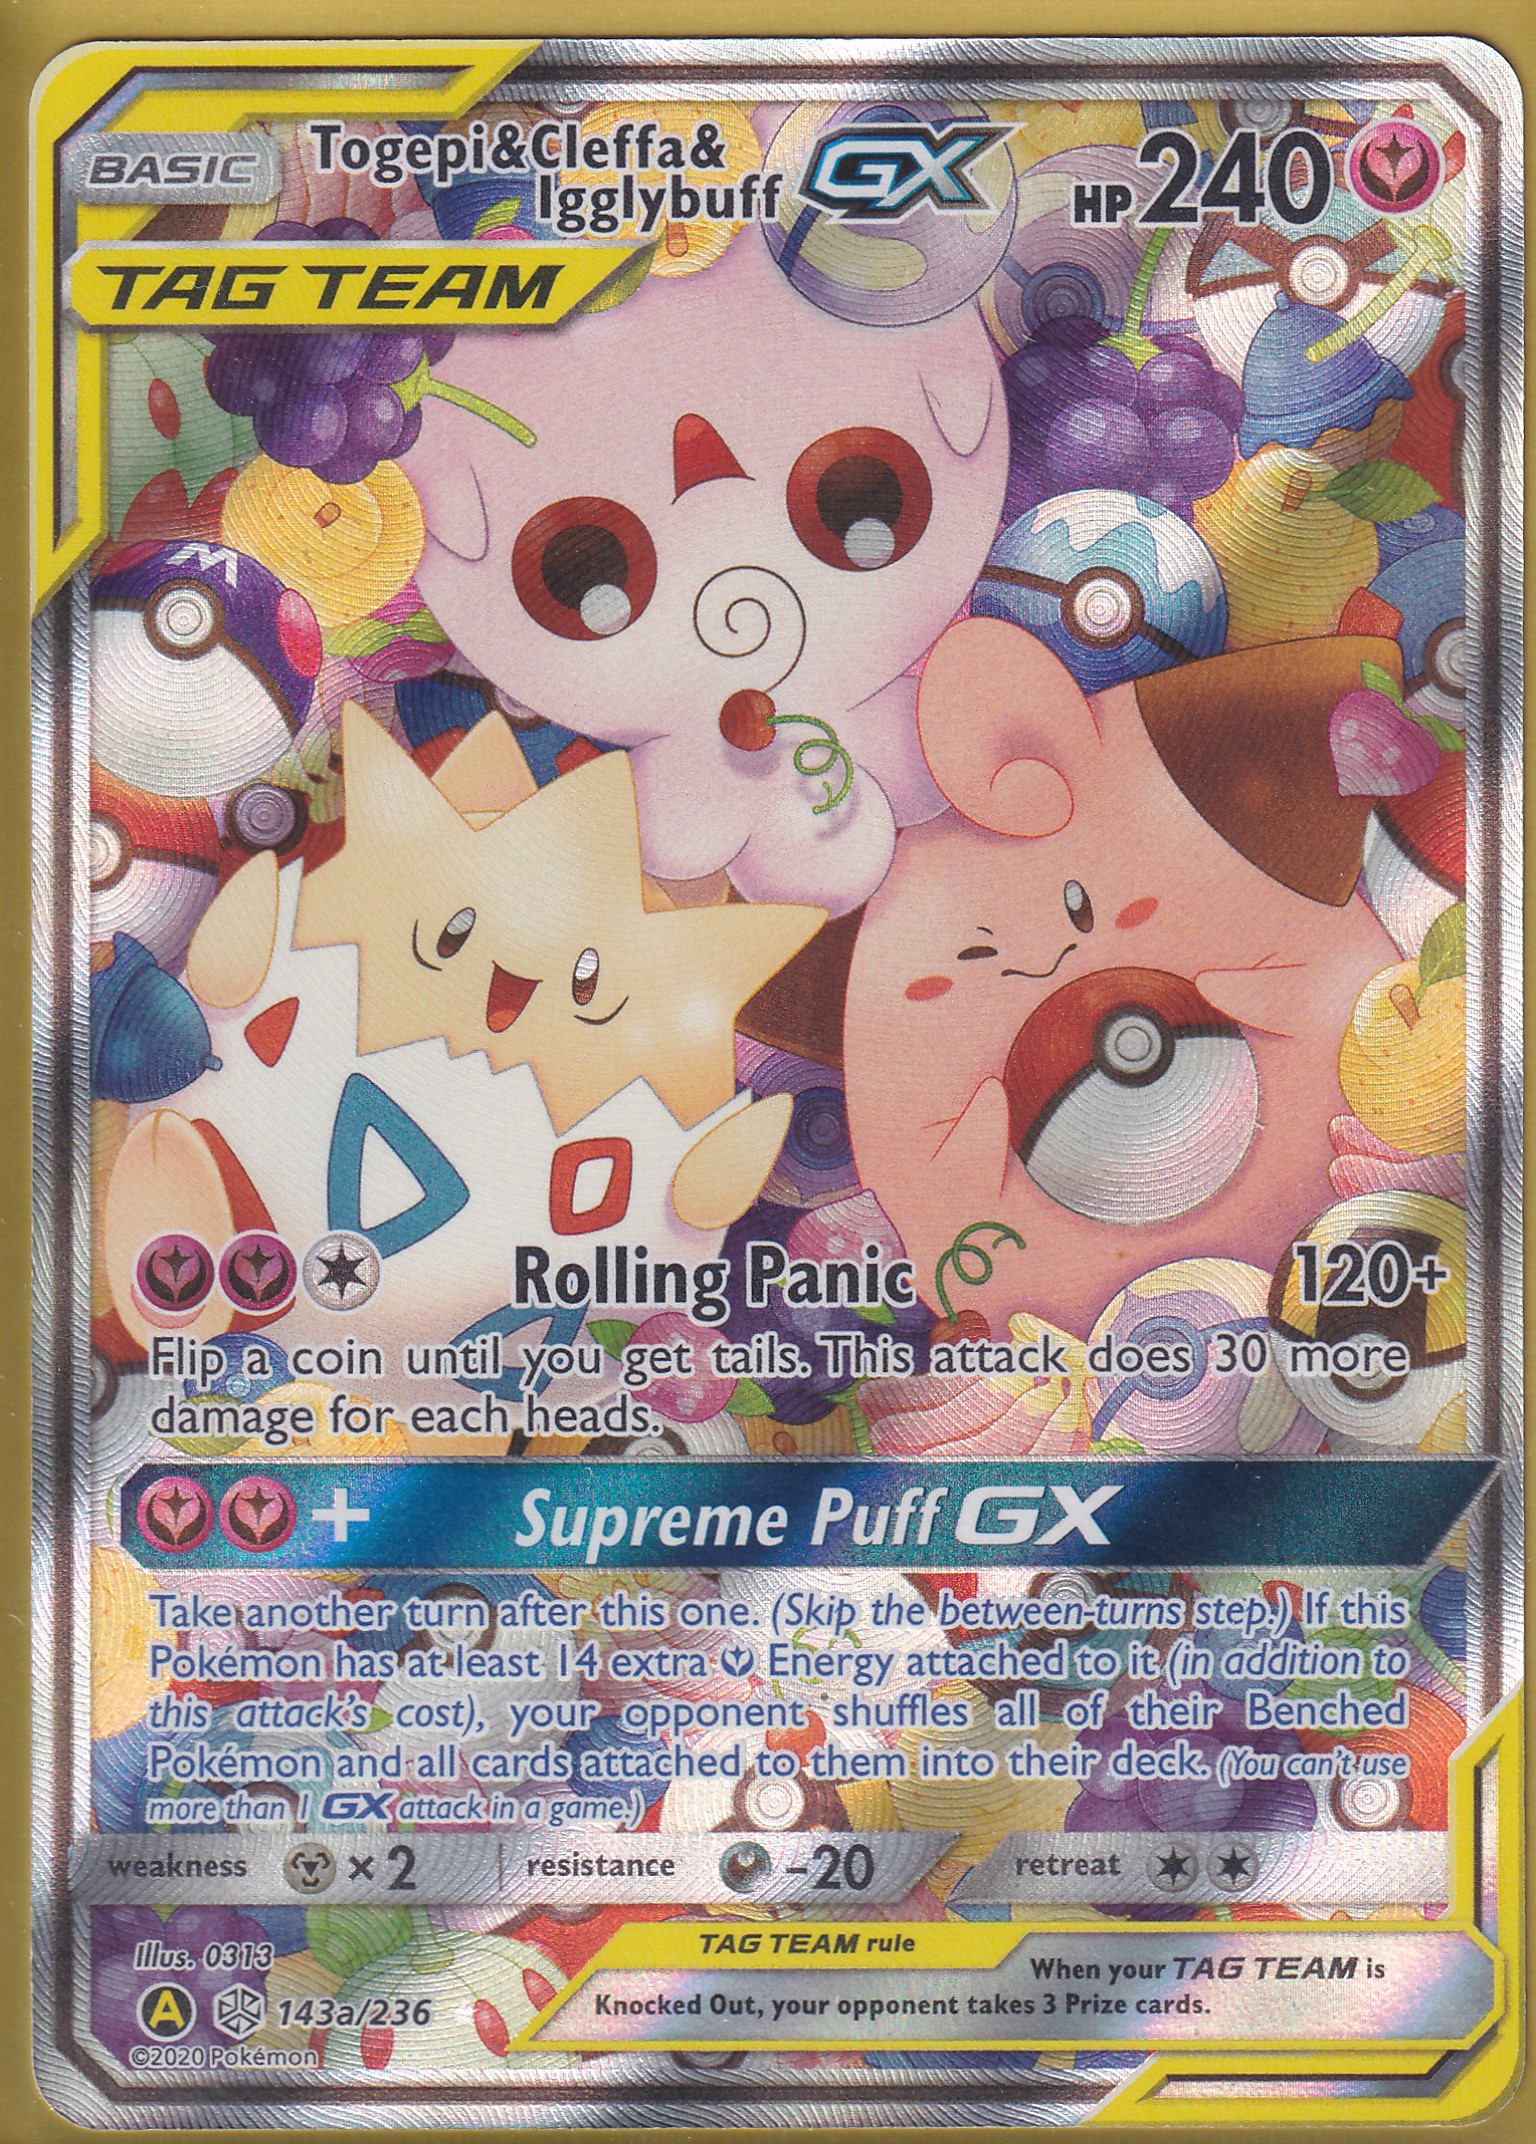 BASIC Togepi&Cleffa& GX HP 240
Igglybuff
TAG TEAM
M
Rolling Panic 120+
Flip a coin until you get tails. This attack does 30 more
damage for each heads.
+ Supreme Puff GX
Take another turn after this one. (Skip the between-turns step.) If this
Pokémon has at least 14 extra Energy attached to it (in addition to
this attack's cost), your opponent shuffles all of their Benched
Pokémon and all cards attached to them into their deck. (You can't use
more than 1 GX attack in a game.)
weakness ×2 resistance -20 retreat
TAG TEAM rule
When your TAG TEAM is
Knocked Out, your opponent takes 3 Prize cards.
Illus. 0313
A 143a/236
©2020 Pokémon